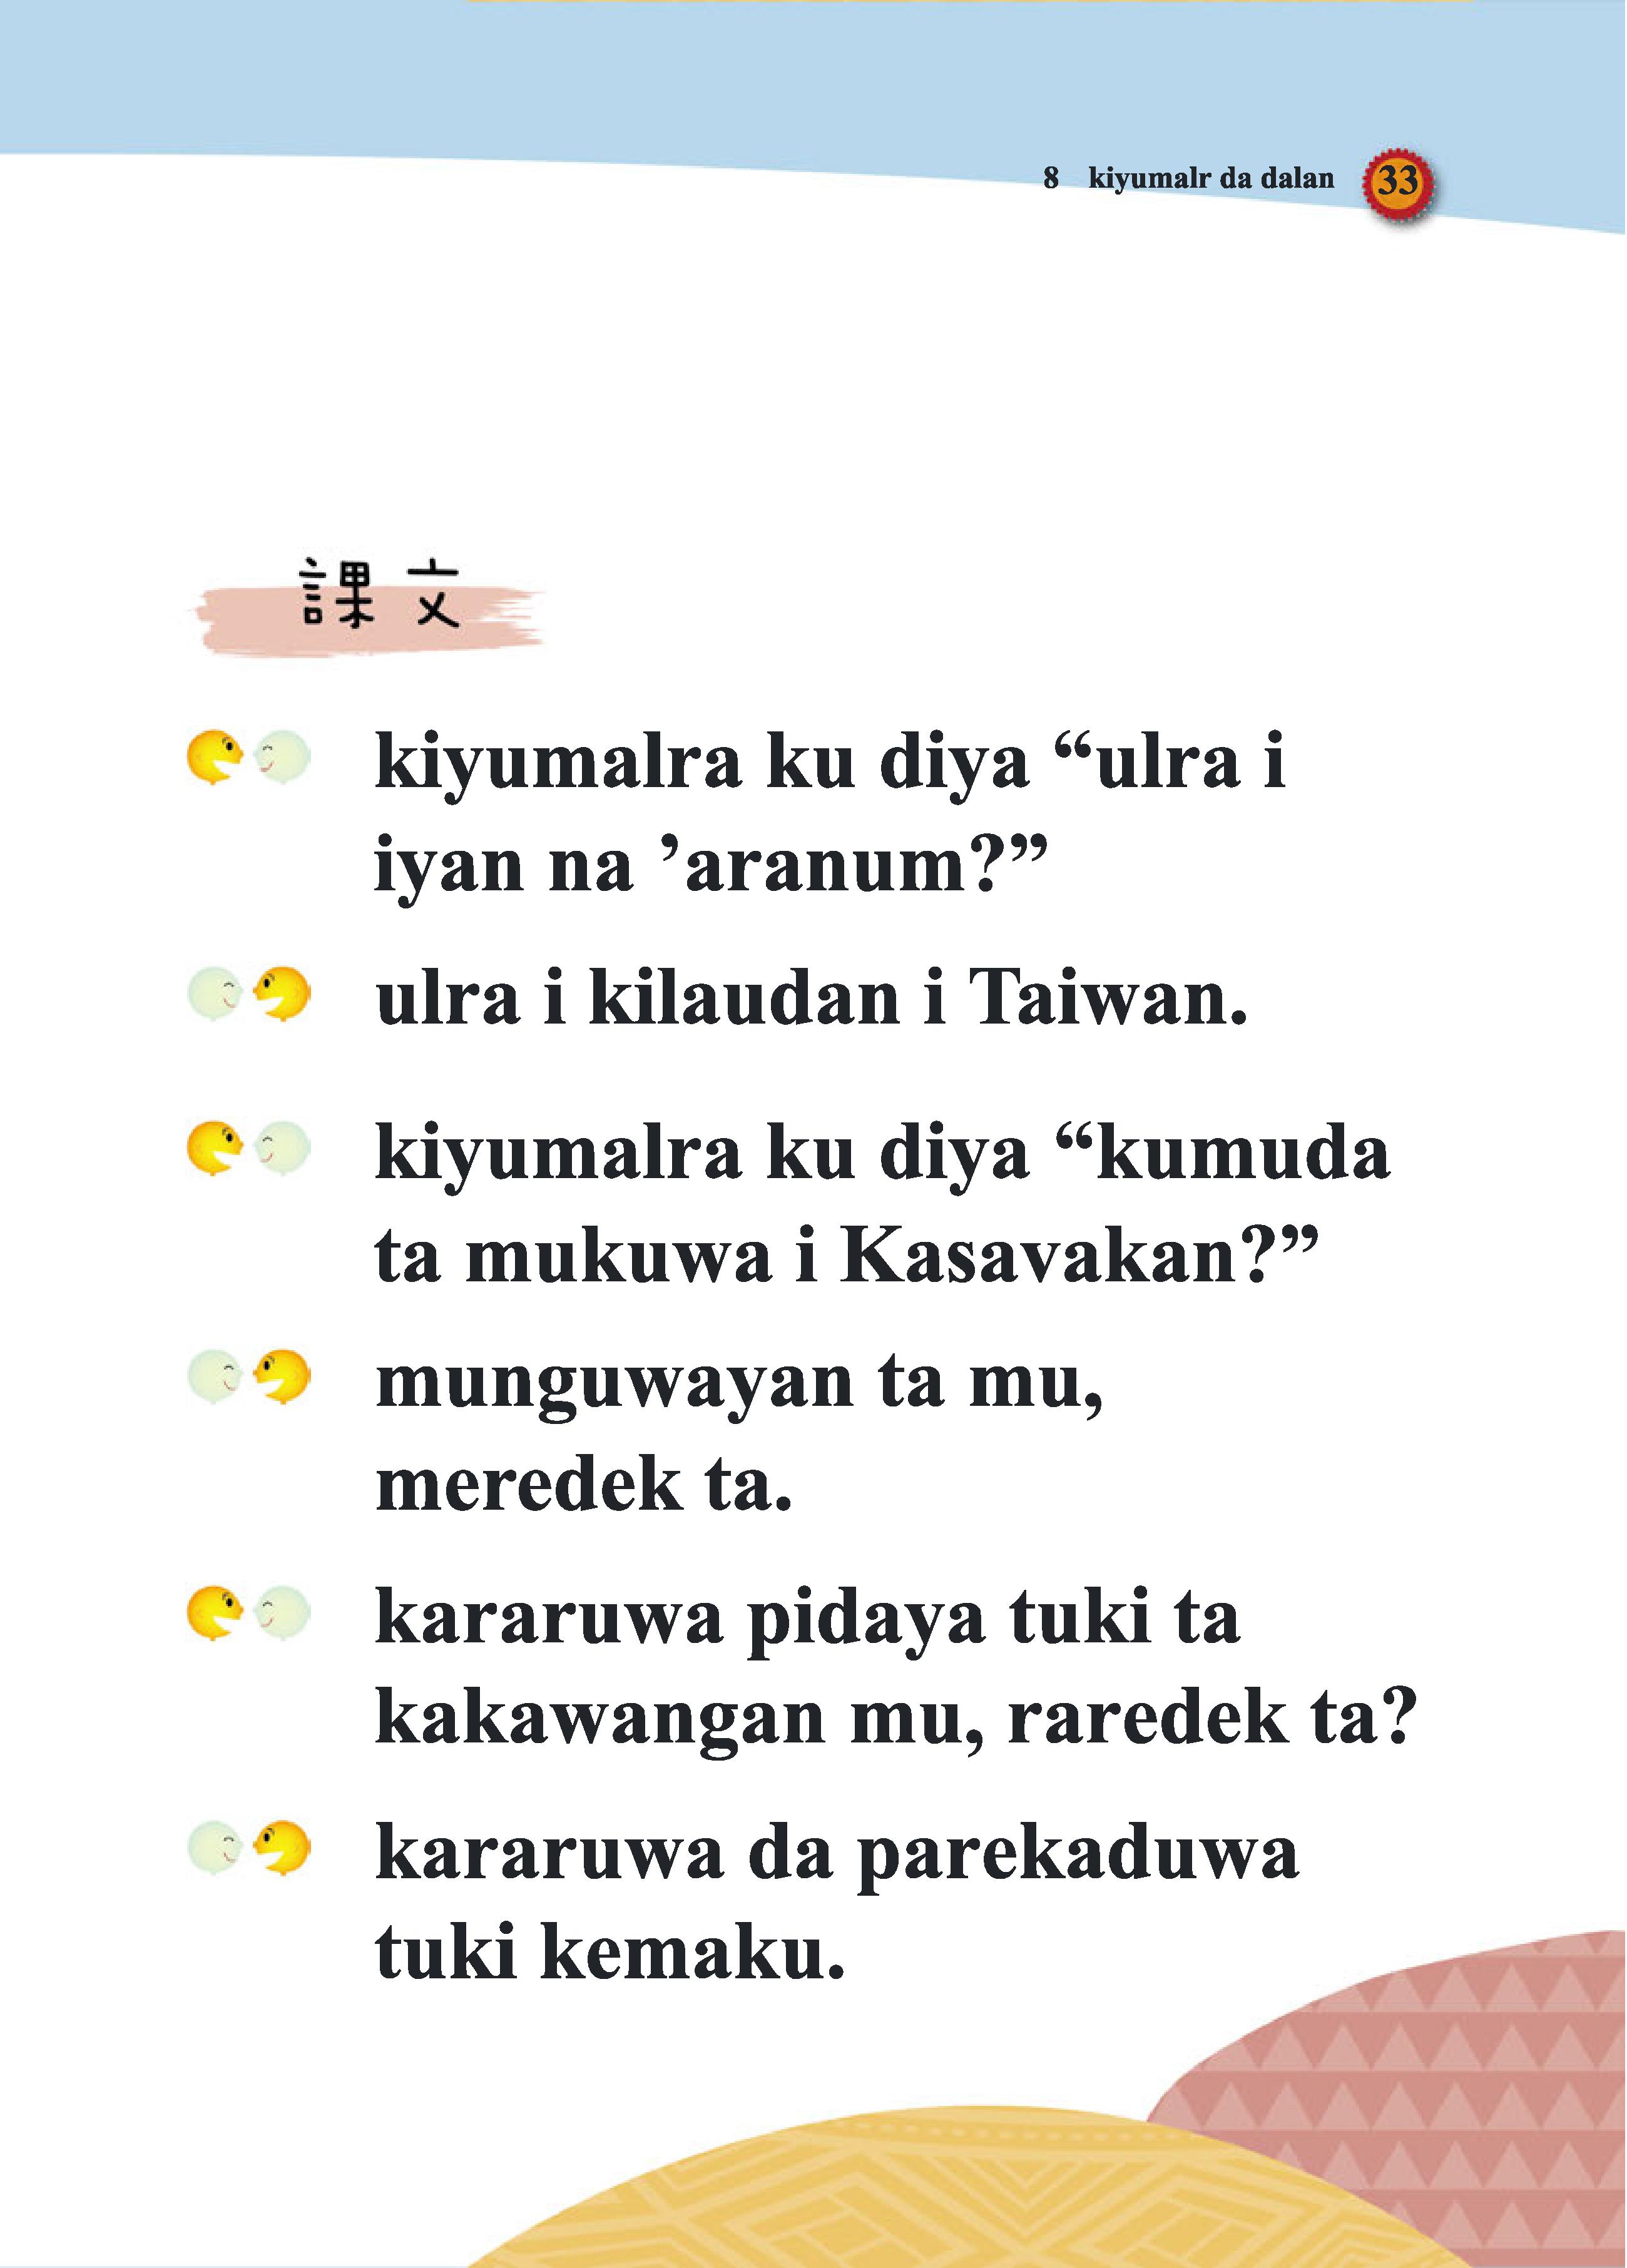 8 kiyumalr da dalan 33
課文
kiyumalra ku diya “ulra i
iyan na ’aranum?”
ulra i kilaudan i Taiwan.
kiyumalra ku diya “kumuda
ta mukuwa i Kasavakan?”
munguwayan ta mu,
meredek ta.
kararuwa pidaya tuki ta
kakawangan mu, raredek ta?
kararuwa da parekaduwa
tuki kemaku.